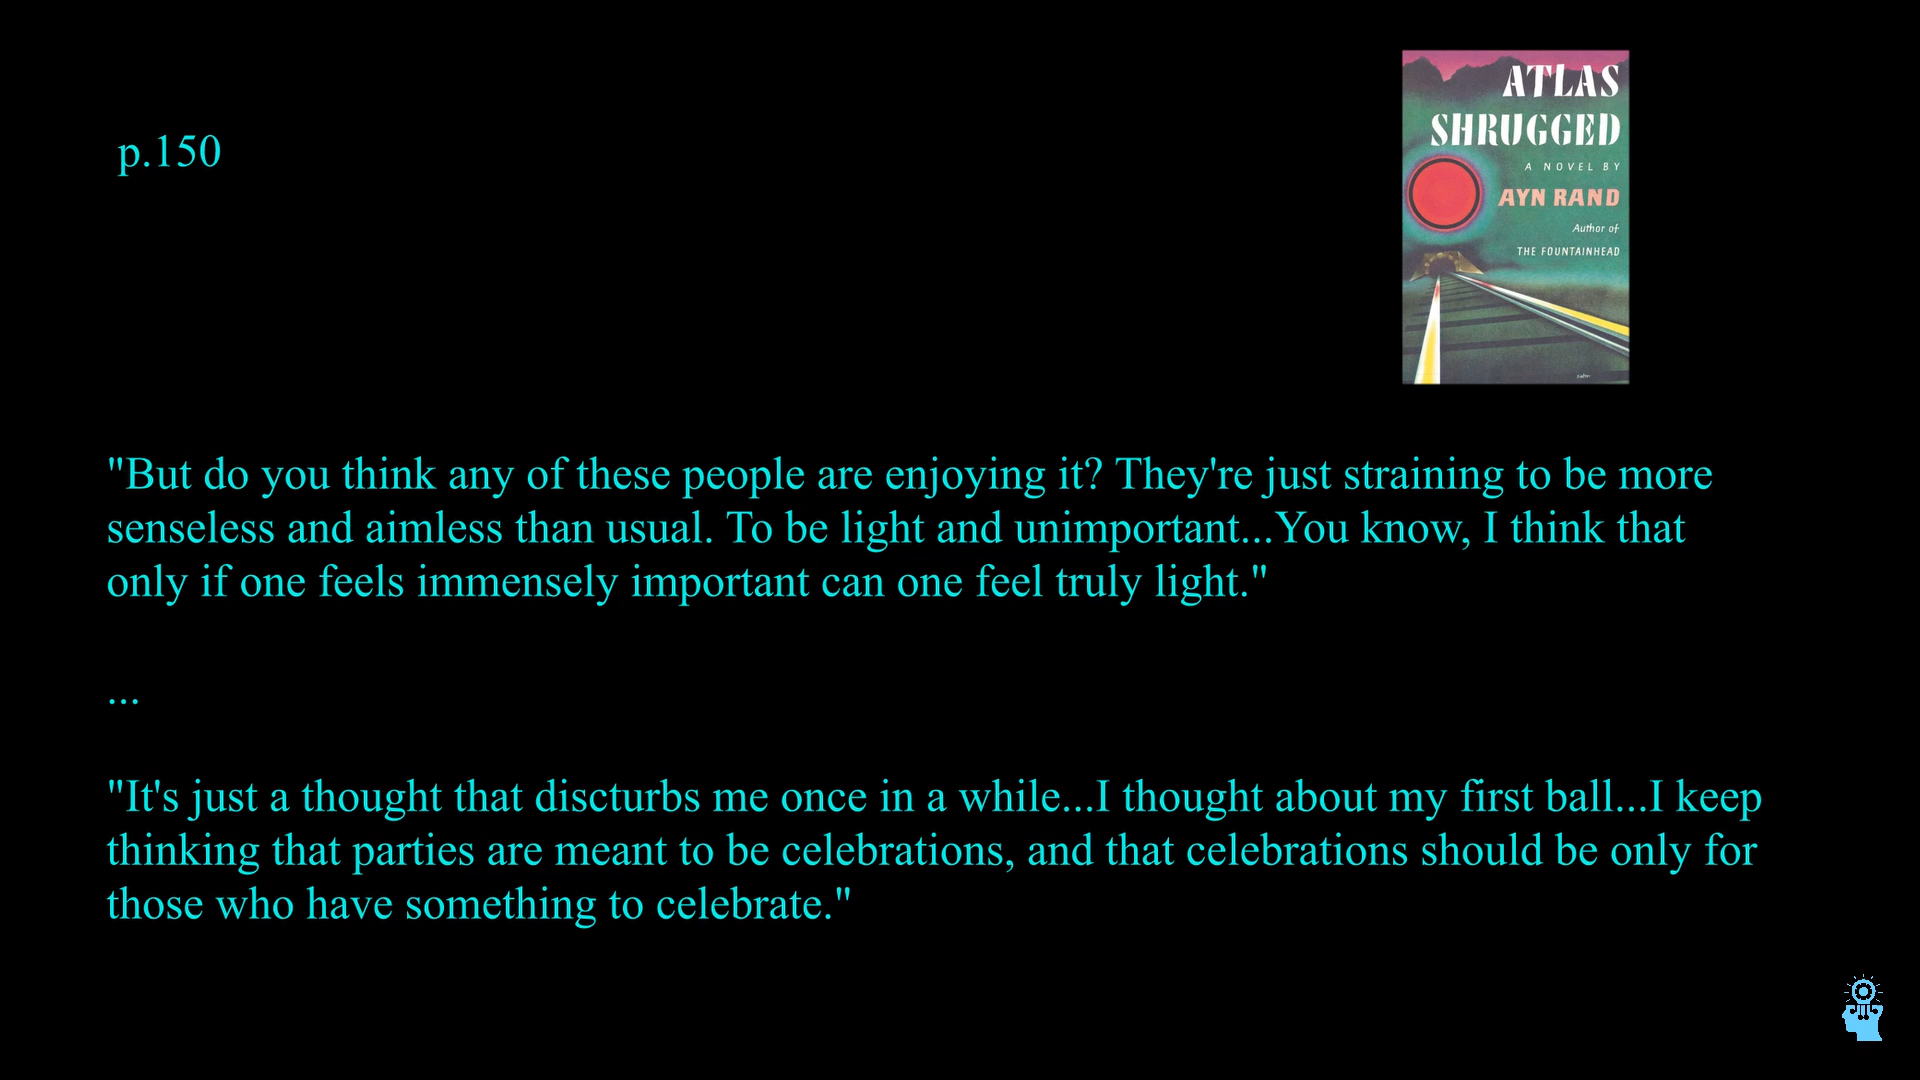 p.150
ATLAS
SHRUGGED
A NOVEL BY
AYN RAND
Author of
THE FOUNTAINHEAD
"But do you think any of these people are enjoying it? They're just straining to be more
senseless and aimless than usual. To be light and unimportant...You know, I think that
only if one feels immensely important can one feel truly light."
...
"It's just a thought that discturbs me once in a while...I thought about my first ball...I keep
thinking that parties are meant to be celebrations, and that celebrations should be only for
those who have something to celebrate."